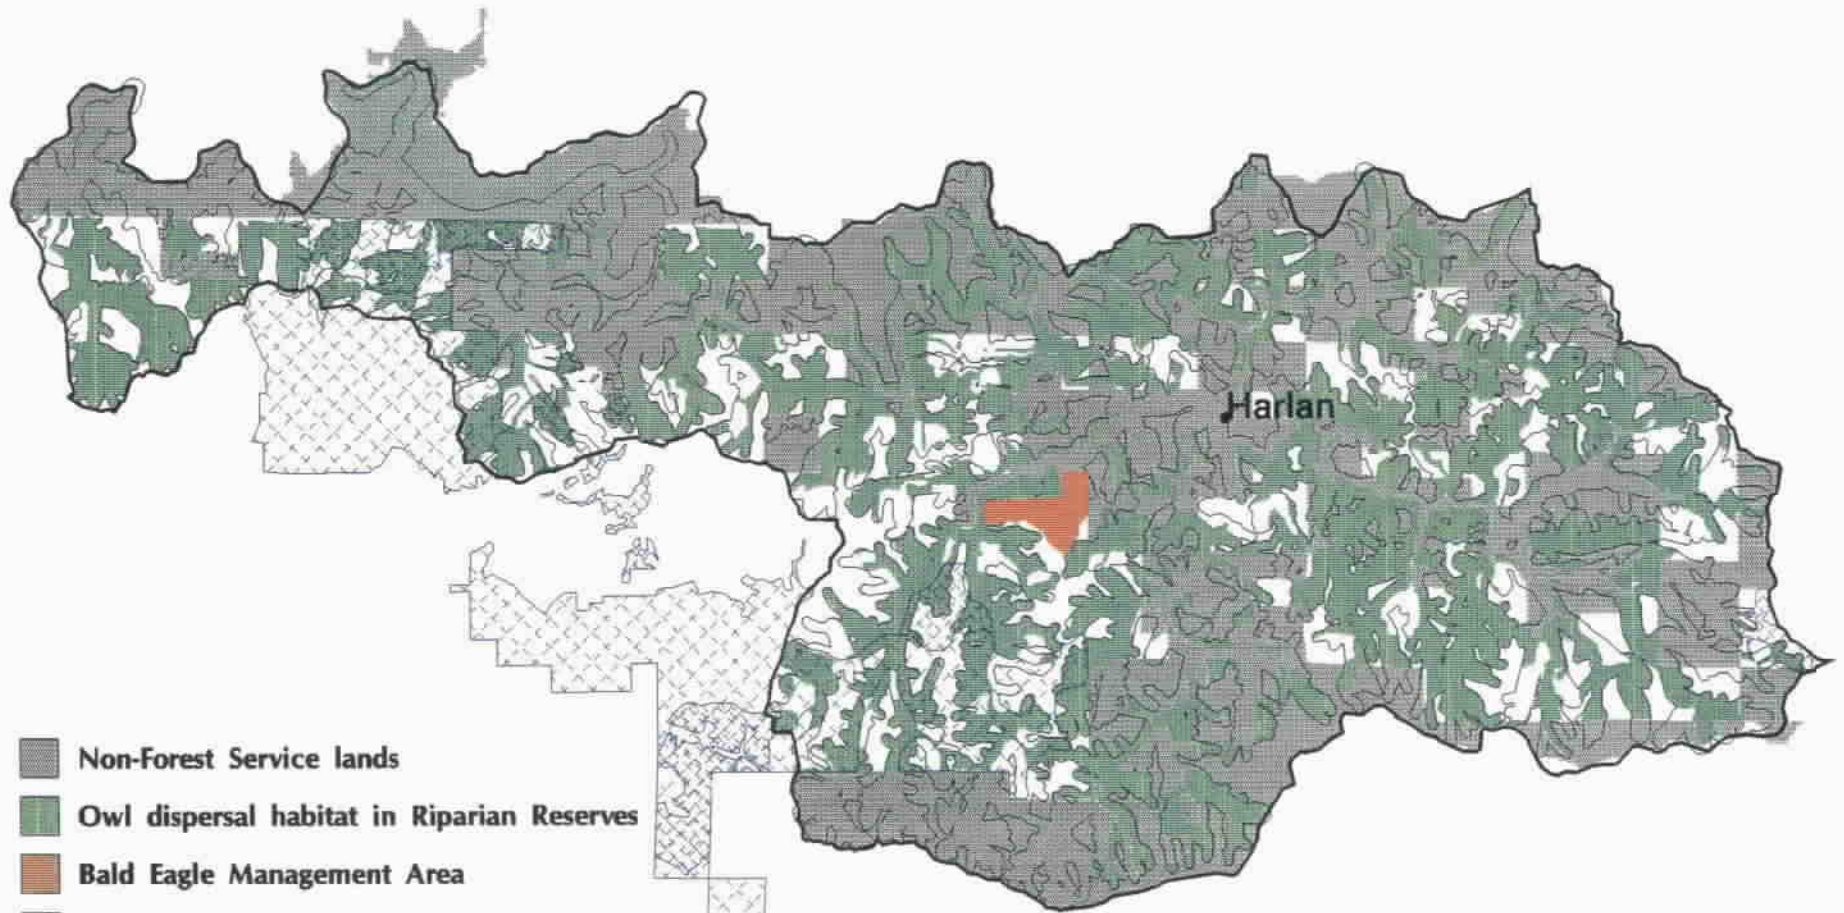 Harlan
Non-Forest Service lands
Owl dispersal habitat in Riparian Reserves
Bald Eagle Management Area